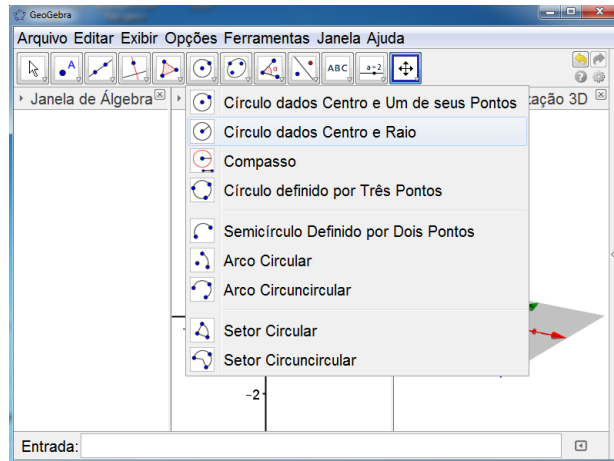 GeoGebra
Arquivo Editar Exibir Opções Ferramentas Janela Ajuda
A α ABC a=2
Janela de Álgebra
ação 3D
Círculo dados Centro e Um de seus Pontos
Círculo dados Centro e Raio
Compasso
Círculo definido por Três Pontos
Semicírculo Definido por Dois Pontos
Arco Circular
Arco Circuncircular
Setor Circular
Setor Circuncircular
-2
Entrada: